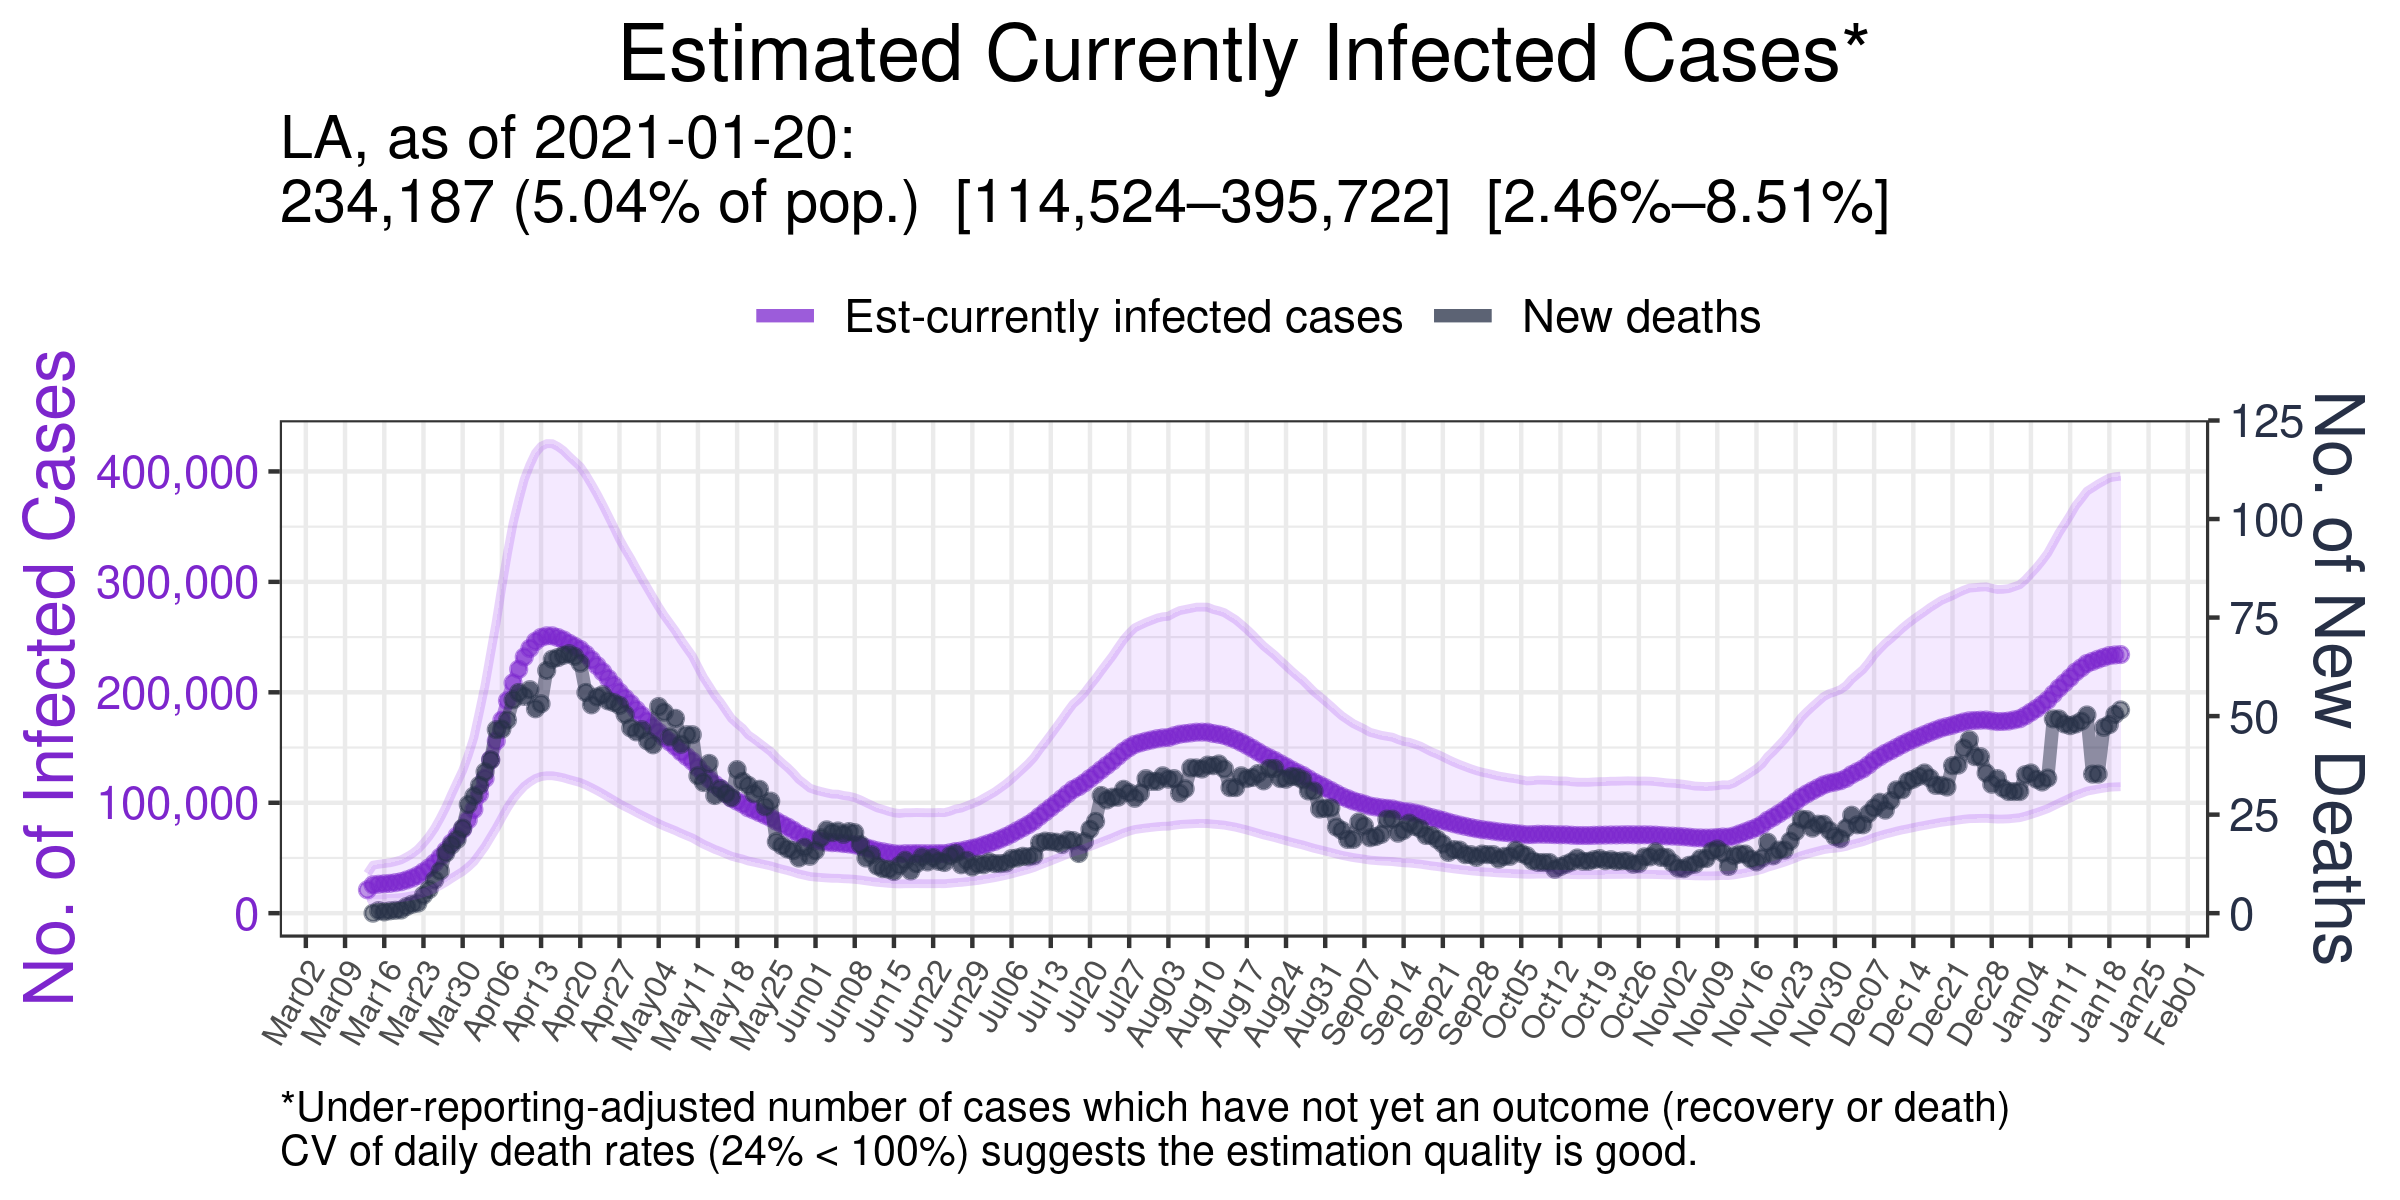 Estimated Currently Infected Cases*
LA, as of 2021-01-20:
234,187 (5.04% of pop.) [114,524–395,722] [2.46%–8.51%]
Est-currently infected cases
New deaths
No. of Infected Cases
400,000
300,000
200,000
100,000
0
125
100
75
50
25
0
No. of New Deaths
Mar02
Mar09
Mar16
Mar23
Mar30
Apr06
Apr13
Apr20
Apr27
May04
May11
May18
May25
Jun01
Jun08
Jun15
Jun22
Jun29
Jul06
Jul13
Jul20
Jul27
Aug03
Aug10
Aug17
Aug24
Aug31
Sep07
Sep14
Sep21
Sep28
Oct05
Oct12
Oct19
Oct26
Nov02
Nov09
Nov16
Nov23
Nov30
Dec07
Dec14
Dec21
Dec28
Jan04
Jan11
Jan18
Jan25
Feb01
*Under-reporting-adjusted number of cases which have not yet an outcome (recovery or death)
CV of daily death rates (24% < 100%) suggests the estimation quality is good.